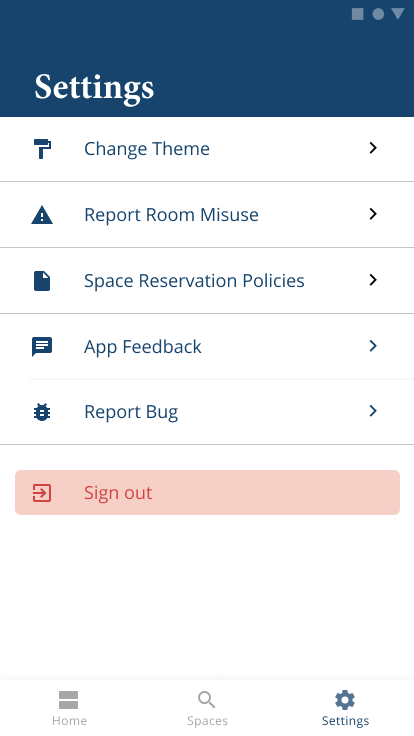 Settings
Change Theme
Report Room Misuse
Space Reservation Policies
App Feedback
Report Bug
Sign out
Home
Spaces
Settings